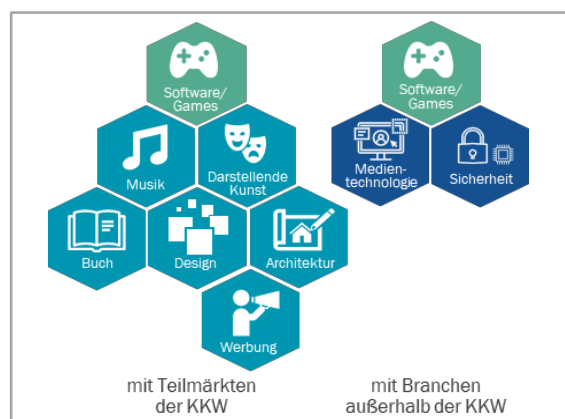 Software/
Games
Musik
Darstellende
Kunst
Buch
Design
Architektur
Werbung
mit Teilmärkten
der KKW
Software/
Games
Medien-
technologie
Sicherheit
mit Branchen
außerhalb der KKW